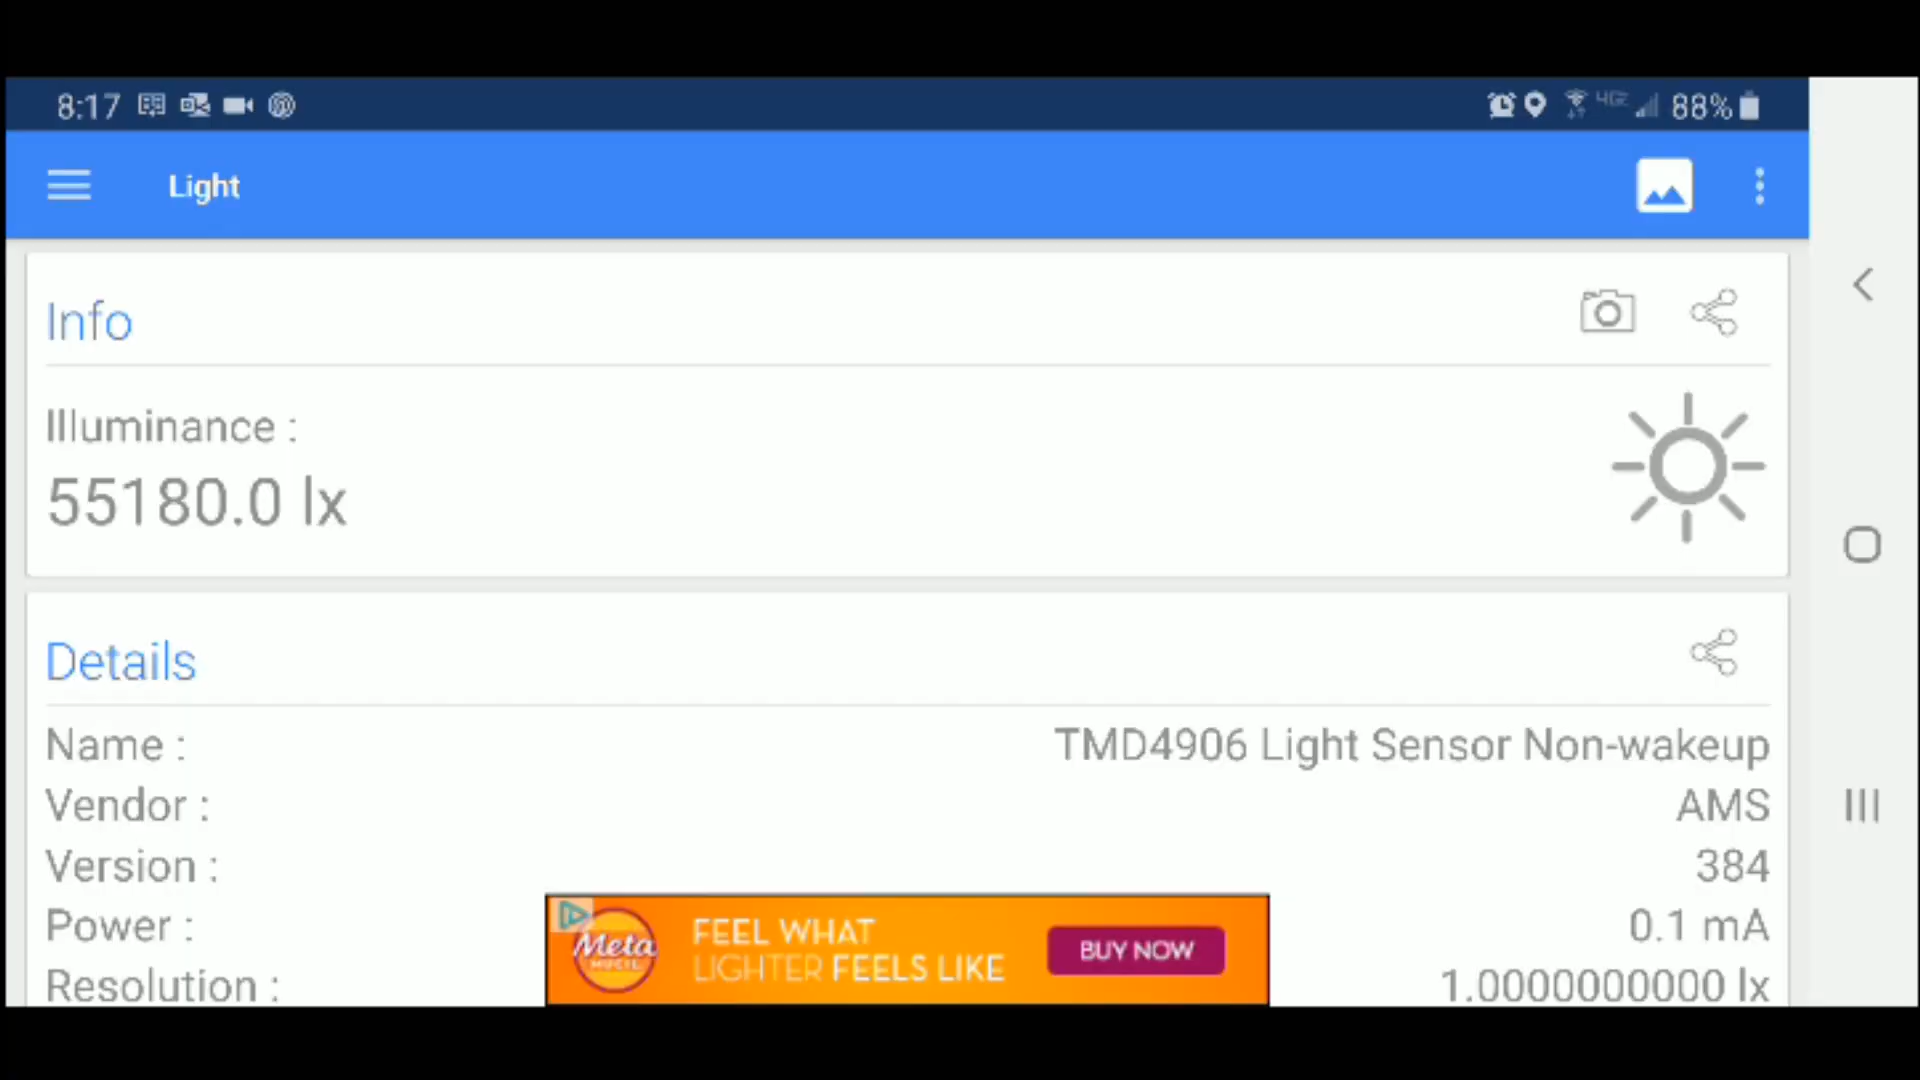 8:17
88%
Light
Info
Illuminance :
55180.0 lx
Details
Name : TMD4906 Light Sensor Non-wakeup
Vendor : AMS
Version : 384
Power : 0.1 mA
Resolution : 1.0000000000 lx
Meta
FEEL WHAT
LIGHTER FEELS LIKE
BUY NOW